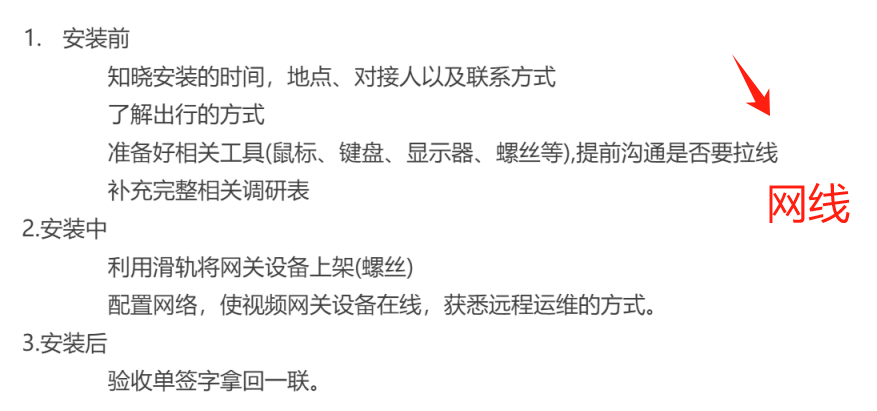 1. 安装前
知晓安装的时间，地点、对接人以及联系方式
了解出行的方式
准备好相关工具(鼠标、键盘、显示器、螺丝等),提前沟通是否要拉线
网线
补充完整相关调研表
2.安装中
利用滑轨将网关设备上架(螺丝)
配置网络，使视频网关设备在线，获悉远程运维的方式。
3.安装后
验收单签字拿回一联。